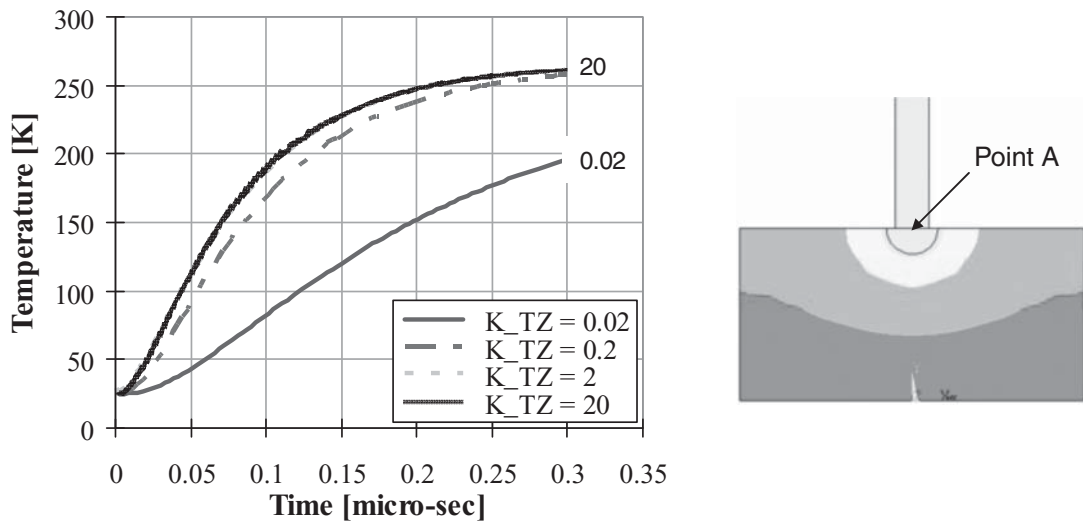 300
250
200
150
100
50
0
Temperature [K]
0
0.05
0.1
0.15
0.2
0.25
0.3
0.35
Time [micro-sec]
20
0.02
K_TZ = 0.02
K_TZ = 0.2
K_TZ = 2
K_TZ = 20
Point A